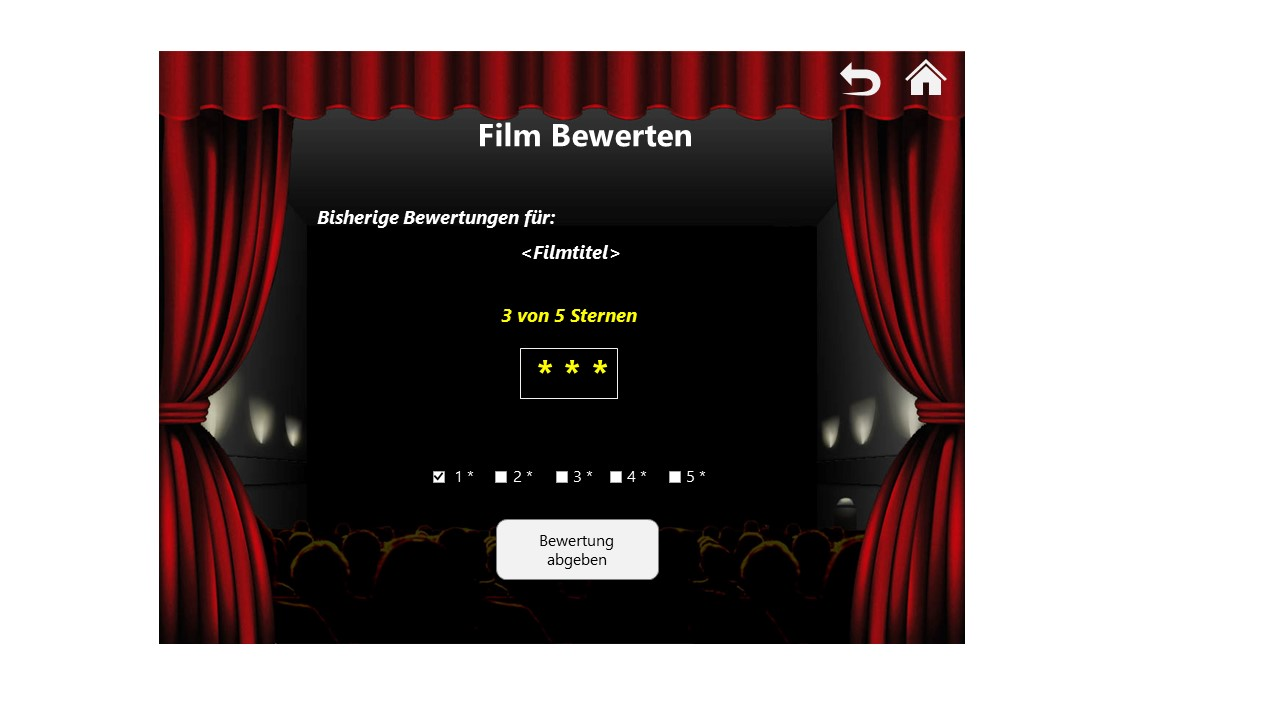 Film Bewerten
Bisherige Bewertungen für:
<Filmtitel>
3 von 5 Sternen
* * *
1 * 2 * 3 * 4 * 5 *
Bewertung
abgeben